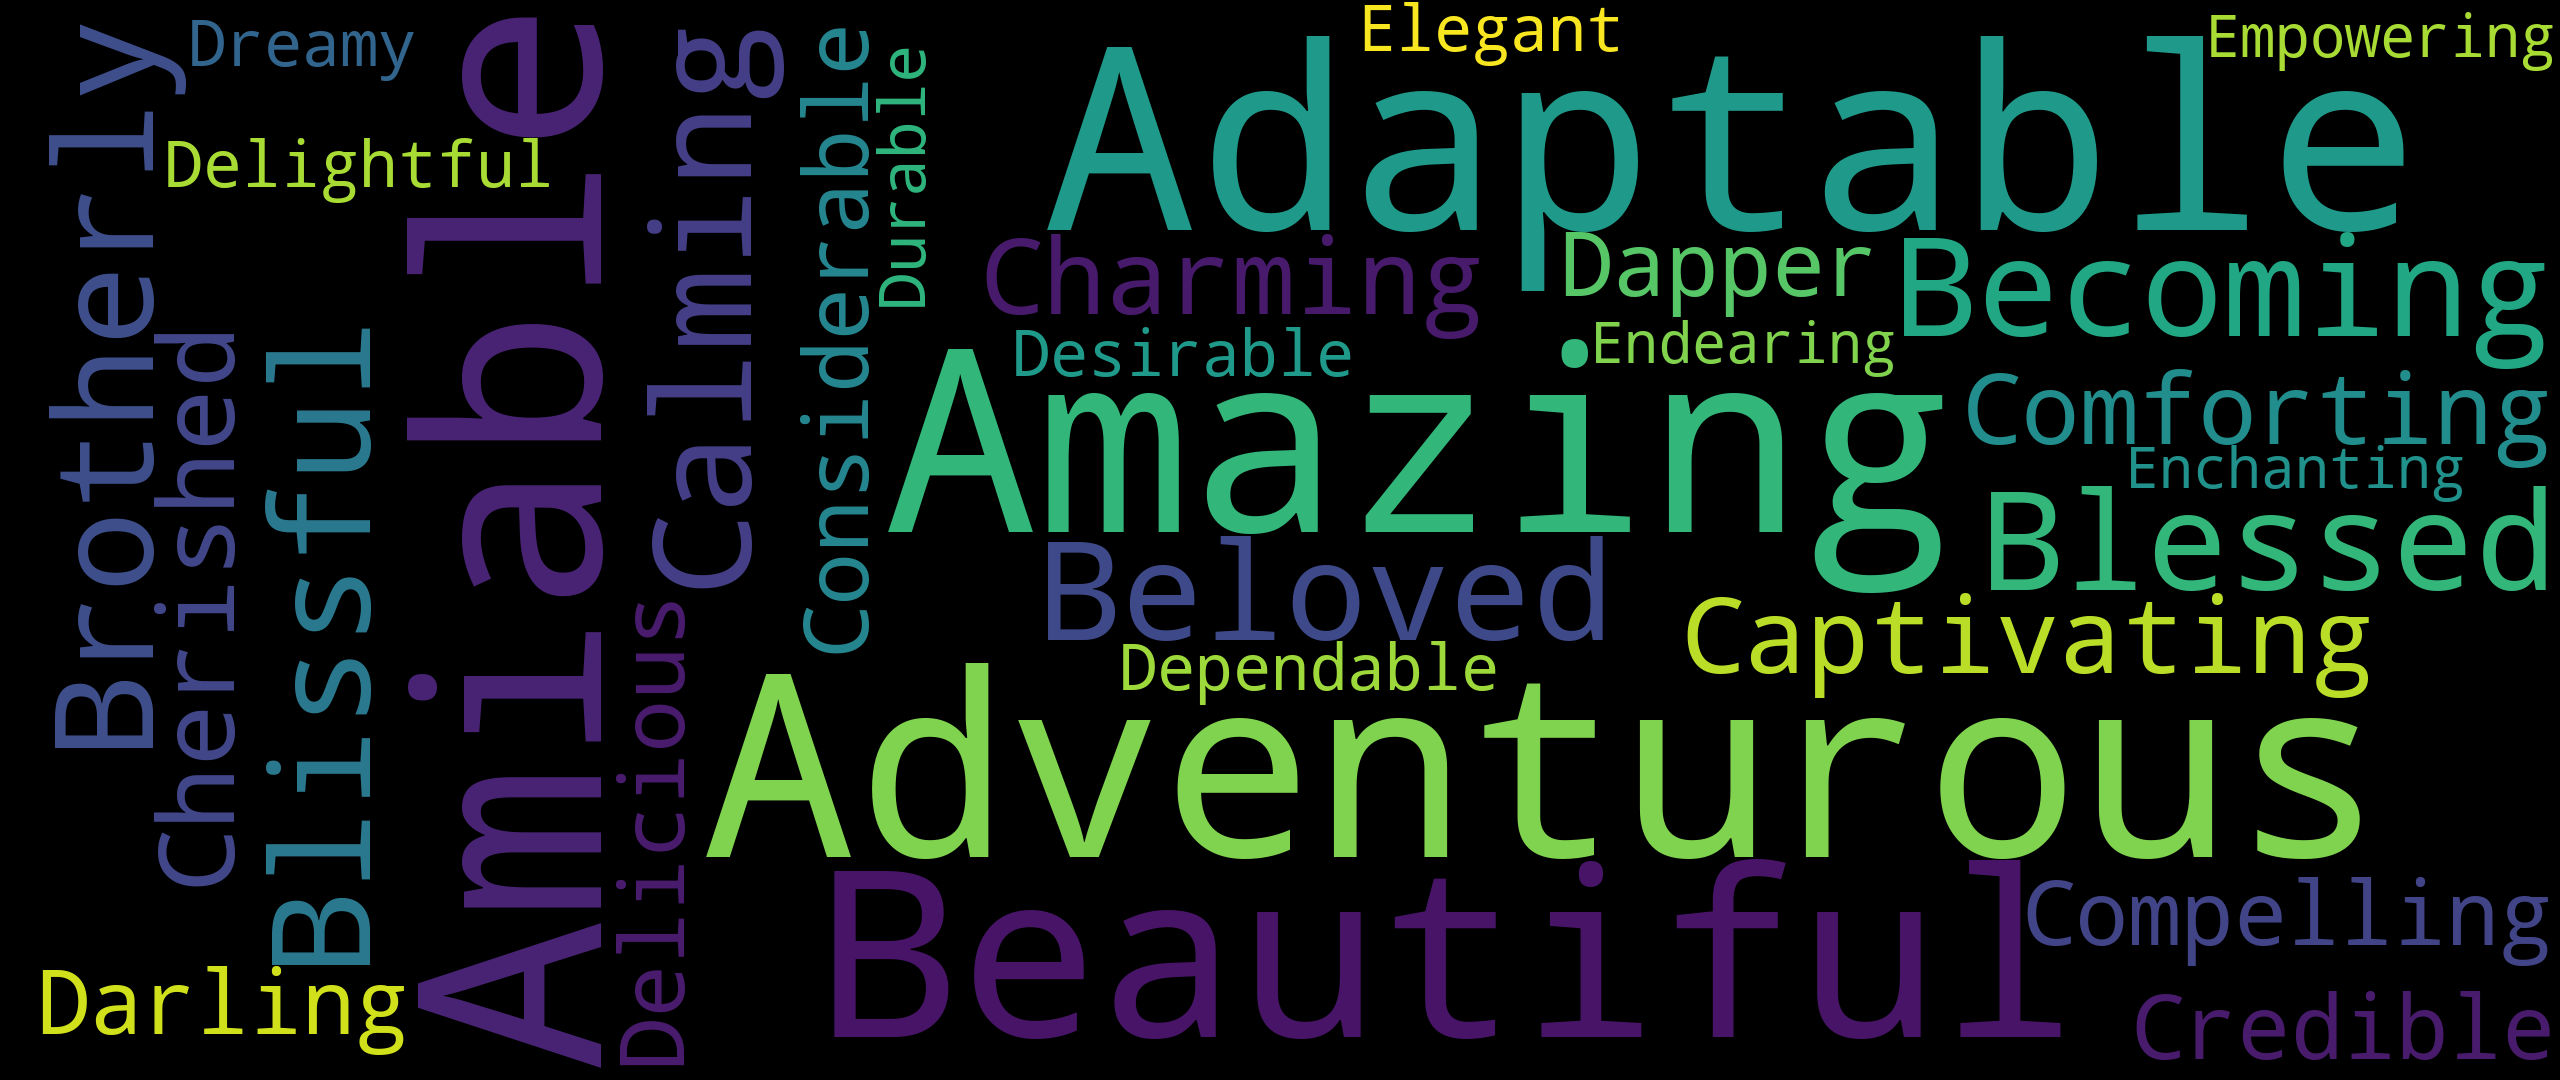 Brotherly
Dreamy
Delightful
Cherished
Blissful
Darling
Amiable
Calming
Delicious
Considerable
Durable
Elegant
Empowering
Adaptable
Charming
Dapper
Becoming
Desirable
Endearing
Amazing
Comforting
Enchanting
Blessed
Beloved
Captivating
Dependable
Adventurous
Beautiful
Compelling
Credible